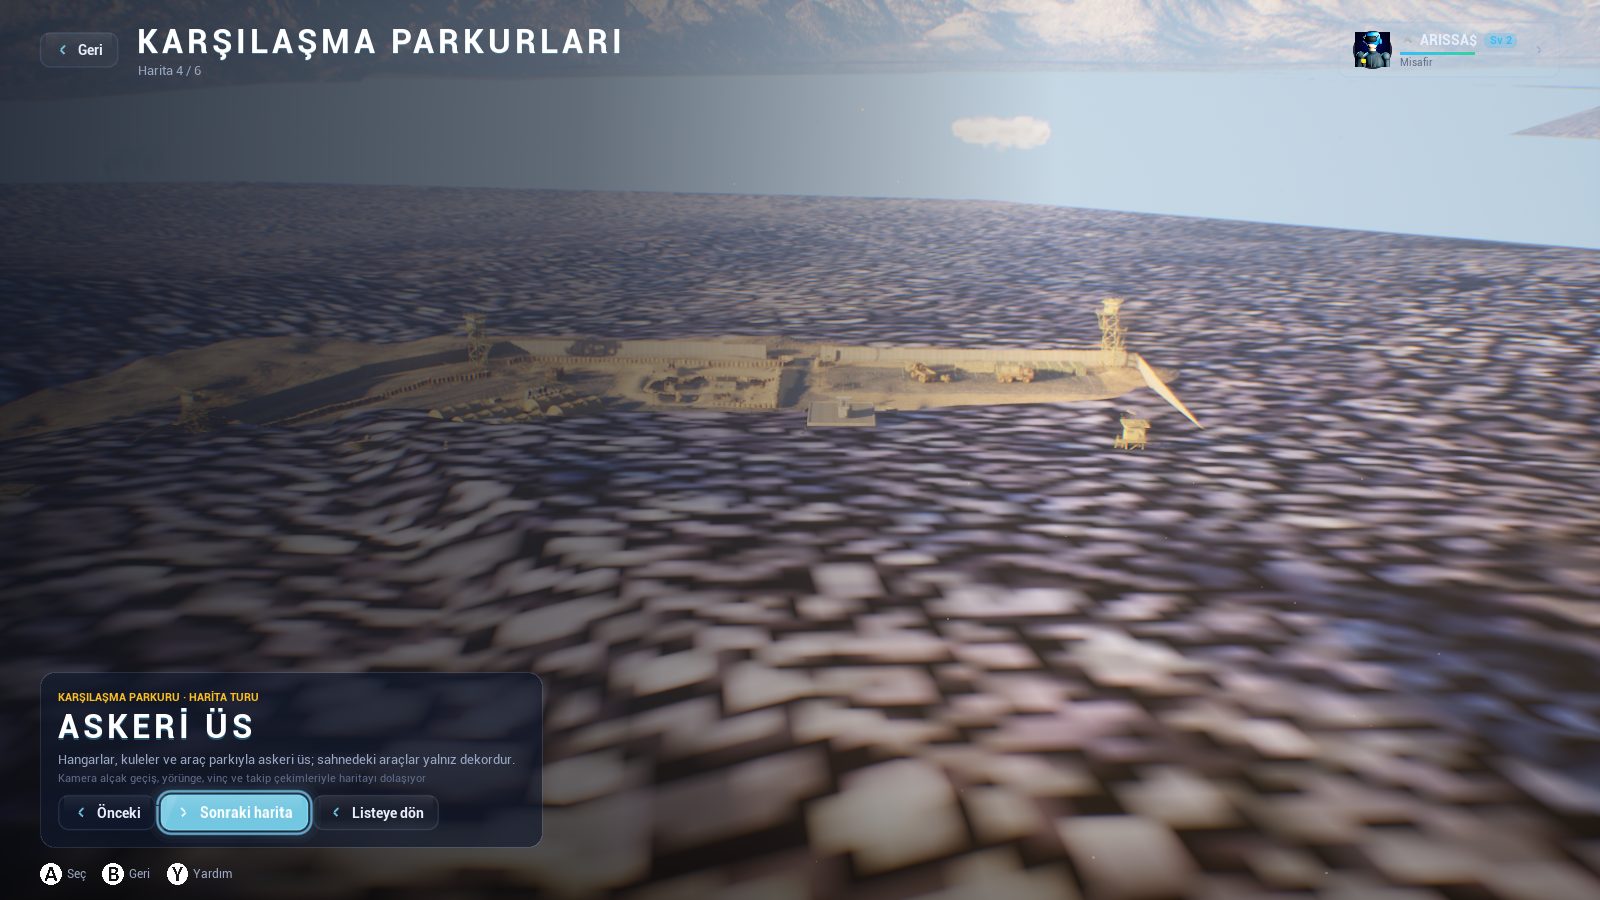 Geri
KARŞILAŞMA PARKURLARI
Harita 4 / 6
ARISSA$ Sv 2
Misafir
KARŞILAŞMA PARKURU · HARİTA TURU
ASKERİ ÜS
Hangarlar, kuleler ve araç parkıyla askeri üs; sahnedeki araçlar yalnız dekordur.
Kamera alçak geçiş, yörünge, vinç ve takip çekimleriyle haritayı dolaşıyor
Önceki Sonraki harita Listeye dön
A Seç B Geri Y Yardım